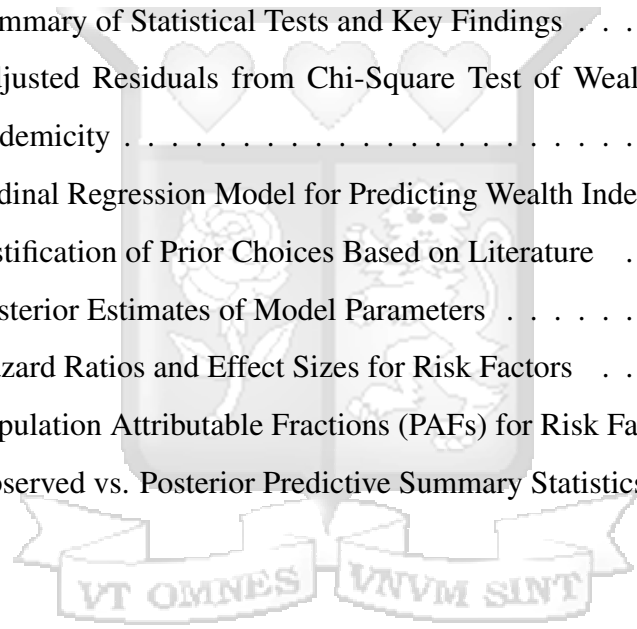 mmary of Statistical Tests and Key Findings . . . .
justed Residuals from Chi-Square Test of Weal
demicity . . . . . . . . . . . . . . . . . . . . . . .
dinal Regression Model for Predicting Wealth Inde
stification of Prior Choices Based on Literature . .
sterior Estimates of Model Parameters . . . . . . .
zard Ratios and Effect Sizes for Risk Factors . . .
pulation Attributable Fractions (PAFs) for Risk Fa
served vs. Posterior Predictive Summary Statistics
VT OMNES VNVM SINT